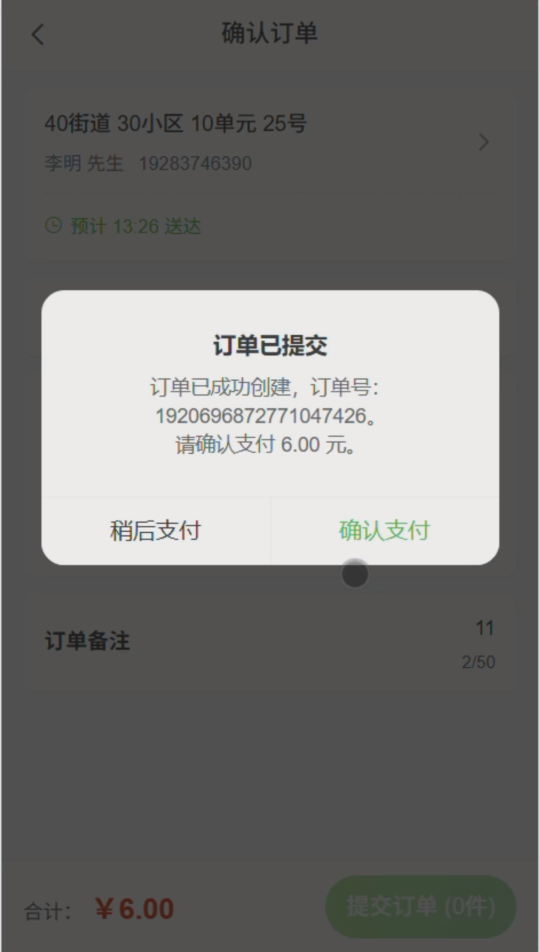 确认订单
40街道 30小区 10单元 25号
李明 先生 19283746390
预计 13:26 送达
订单已提交
订单已成功创建，订单号：
1920696872771047426。
请确认支付 6.00 元。
稍后支付 确认支付
订单备注 11
2/50
合计： ￥6.00 提交订单 (0件)